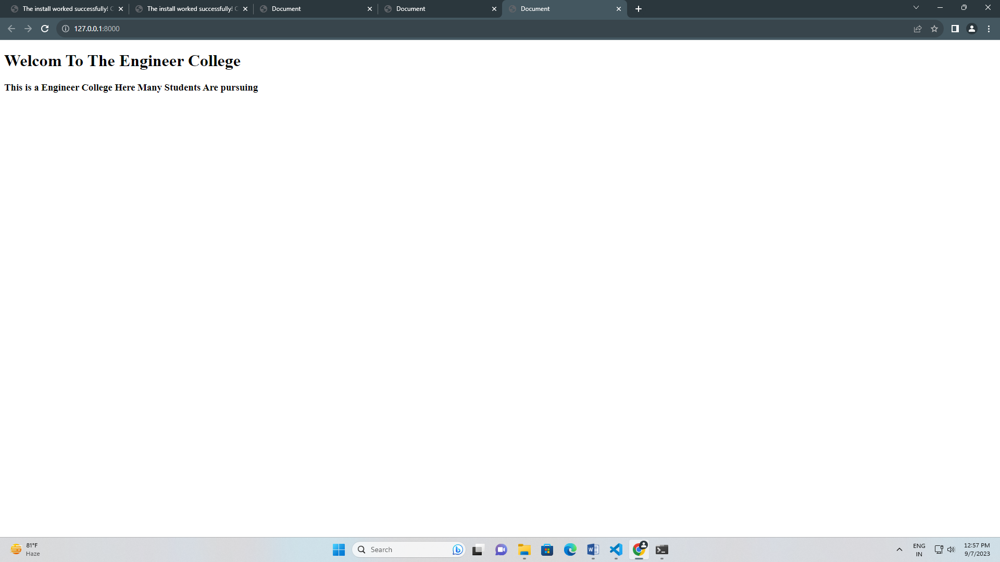 The install worked successfully! C
The install worked successfully! C
Document
Document
Document
127.0.0.1:8000
Welcom To The Engineer College
This is a Engineer College Here Many Students Are pursuing
81°F
Haze
Search
ENG
IN
12:57 PM
9/7/2023